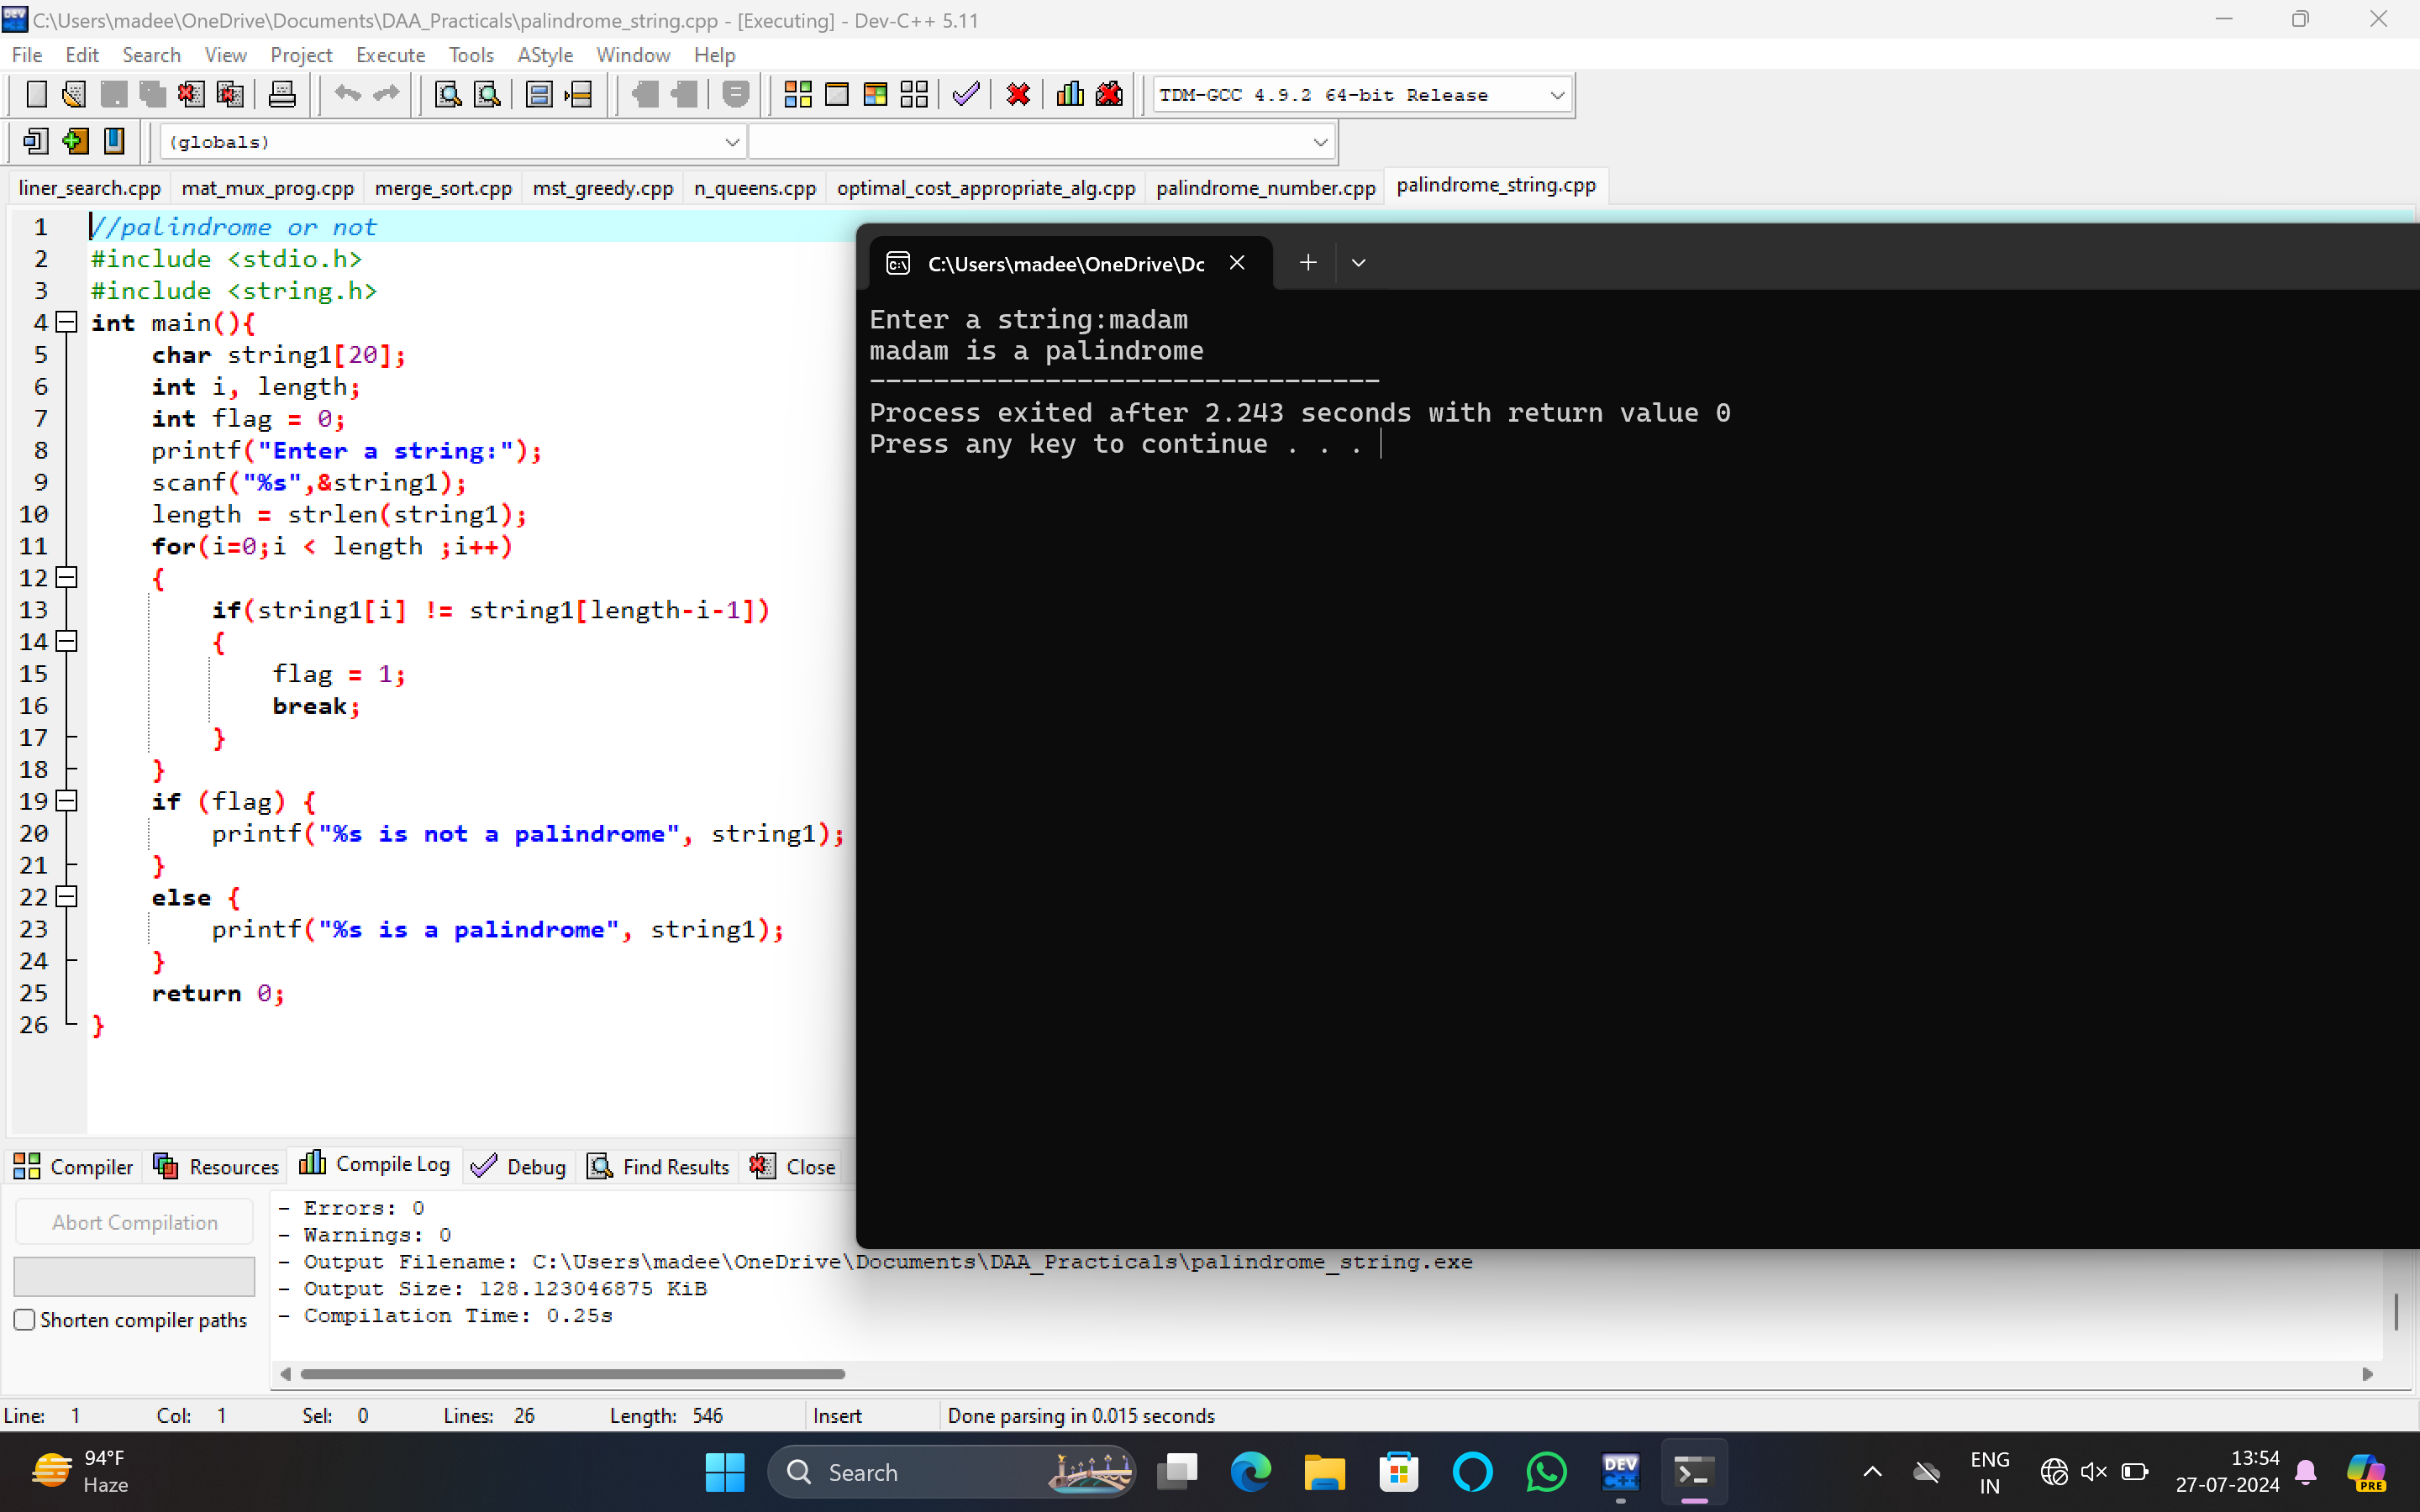 C:\Users\madee\OneDrive\Documents\DAA_Practicals\palindrome_string.cpp - [Executing] - Dev-C++ 5.11
File Edit Search View Project Execute Tools AStyle Window Help
TDM-GCC 4.9.2 64-bit Release
(globals)
liner_search.cpp mat_mux_prog.cpp merge_sort.cpp mst_greedy.cpp n_queens.cpp optimal_cost_appropriate_alg.cpp palindrome_number.cpp palindrome_string.cpp
1 //palindrome or not
2 #include <stdio.h>
3 #include <string.h>
4 int main(){
5 char string1[20];
6 int i, length;
7 int flag = 0;
8 printf("Enter a string:");
9 scanf("%s",&string1);
10 length = strlen(string1);
11 for(i=0;i < length ;i++)
12 {
13 if(string1[i] != string1[length-i-1])
14 {
15 flag = 1;
16 break;
17 }
18 }
19 if (flag) {
20 printf("%s is not a palindrome", string1);
21 }
22 else {
23 printf("%s is a palindrome", string1);
24 }
25 return 0;
26 }
C:\Users\madee\OneDrive\Dc
Enter a string:madam
madam is a palindrome
--------------------------------
Process exited after 2.243 seconds with return value 0
Press any key to continue . . .
Compiler Resources Compile Log Debug Find Results Close
Abort Compilation
Shorten compiler paths
- Errors: 0
- Warnings: 0
- Output Filename: C:\Users\madee\OneDrive\Documents\DAA_Practicals\palindrome_string.exe
- Output Size: 128.123046875 KiB
- Compilation Time: 0.25s
Line: 1 Col: 1 Sel: 0 Lines: 26 Length: 546 Insert Done parsing in 0.015 seconds
94°F
Haze
Search
DEV
C++
ENG
IN
13:54
27-07-2024
PRE